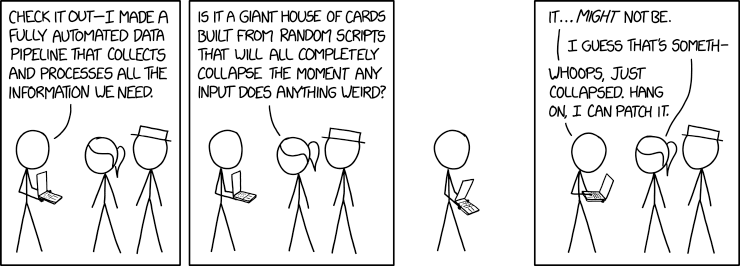 CHECK IT OUT—I MADE A
FULLY AUTOMATED DATA
PIPELINE THAT COLLECTS
AND PROCESSES ALL THE
INFORMATION WE NEED.
IS IT A GIANT HOUSE OF CARDS
BUILT FROM RANDOM SCRIPTS
THAT WILL ALL COMPLETELY
COLLAPSE THE MOMENT ANY
INPUT DOES ANYTHING WEIRD?
IT... MIGHT NOT BE.
I GUESS THAT'S SOMETH-
WHOOPS, JUST
COLLAPSED. HANG
ON, I CAN PATCH IT.